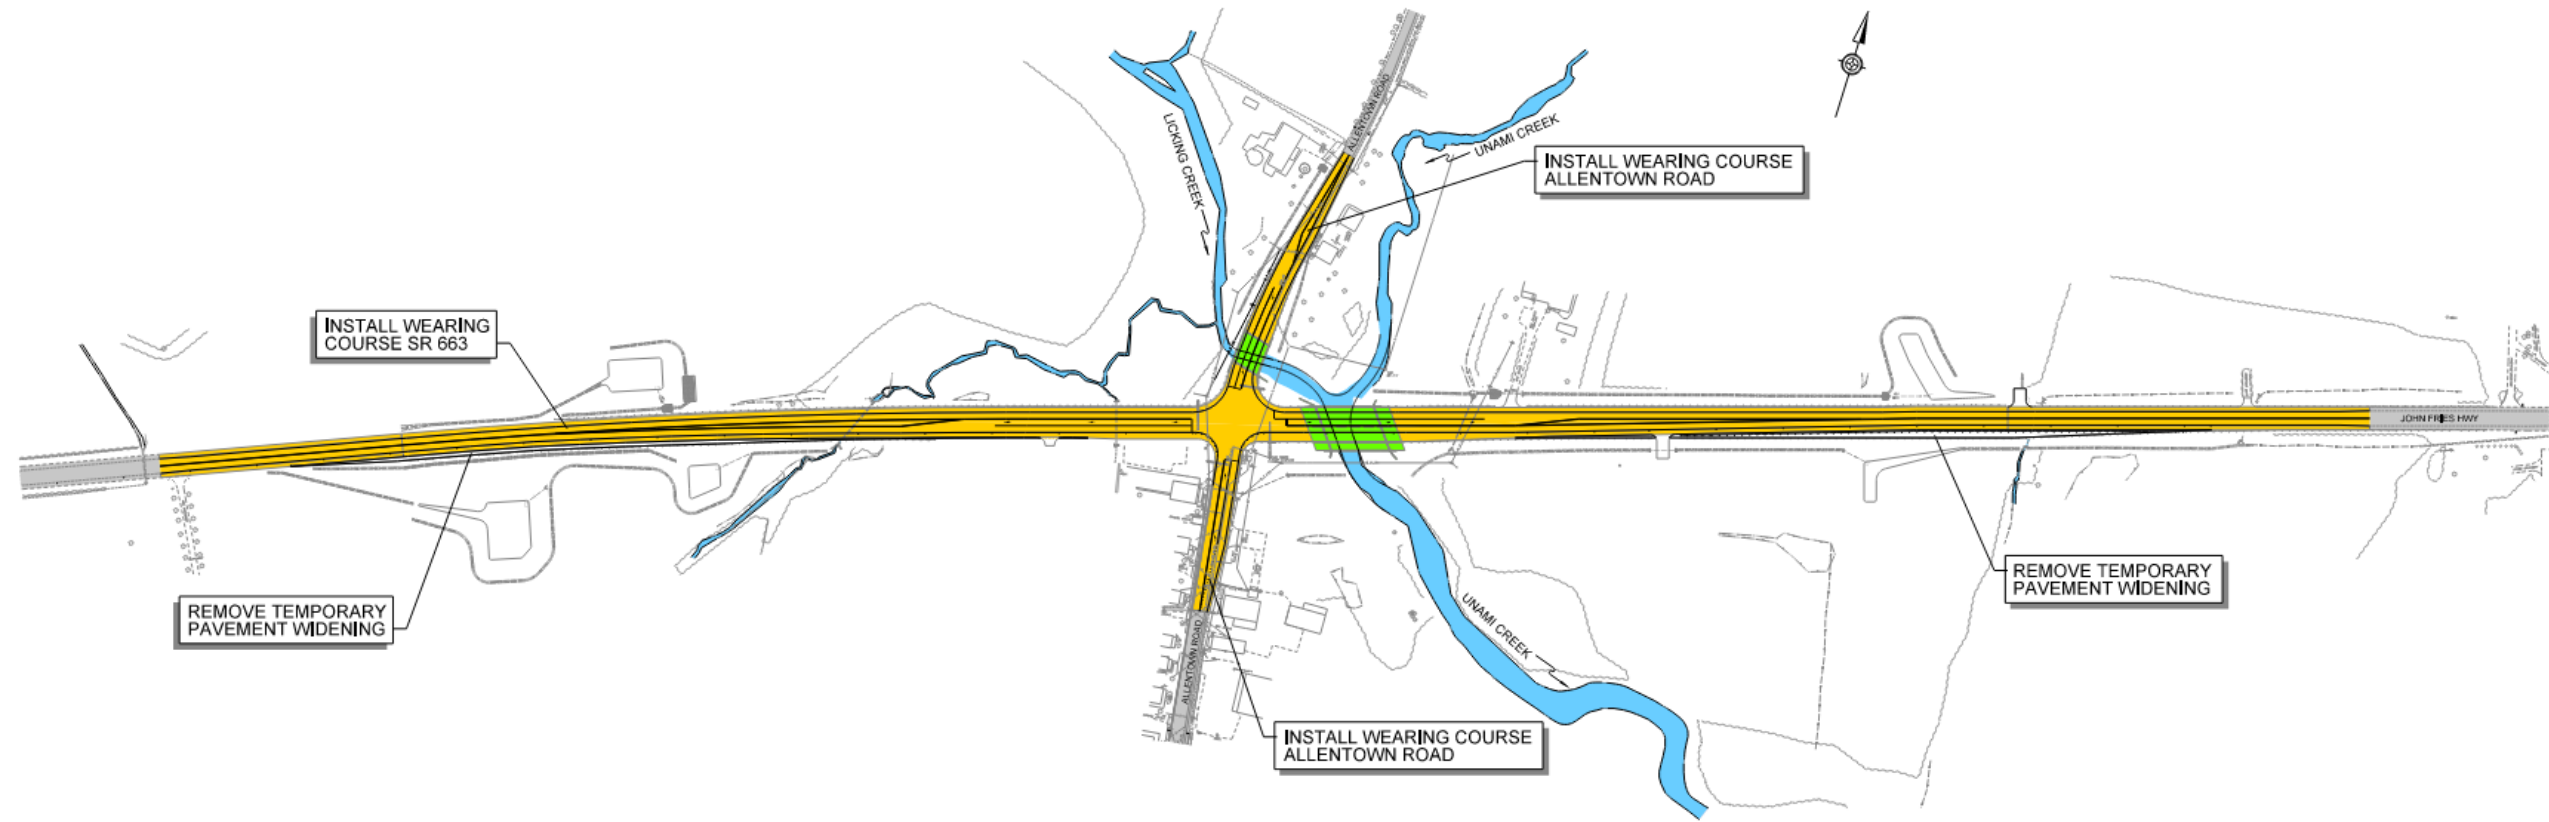 ALLENTOWN ROAD
LICKING CREEK
UNAMI CREEK
INSTALL WEARING COURSE
ALLENTOWN ROAD
INSTALL WEARING
COURSE SR 663
JOHN FRIES HWY
REMOVE TEMPORARY
PAVEMENT WIDENING
REMOVE TEMPORARY
PAVEMENT WIDENING
UNAMI CREEK
ALLENTOWN ROAD
INSTALL WEARING COURSE
ALLENTOWN ROAD